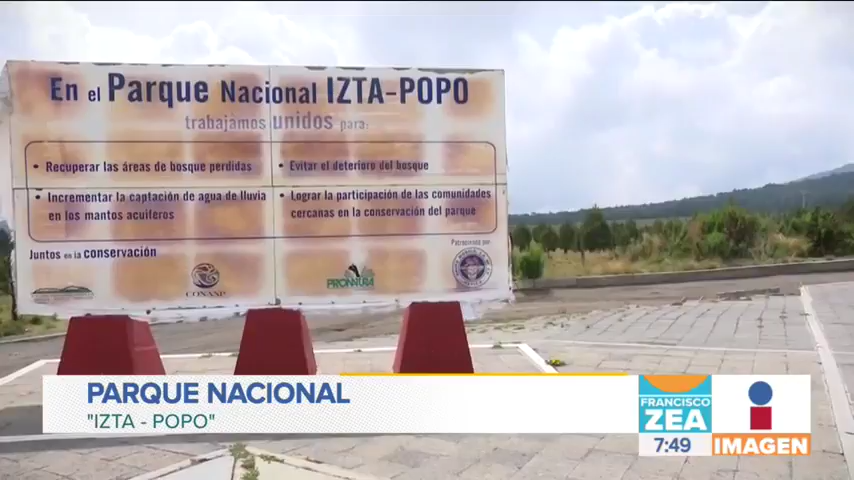 En el Parque Nacional IZTA-POPO
trabajamos unidos para:
• Recuperar las áreas de bosque perdidas
• Evitar el deterioro del bosque
• Incrementar la captación de agua de lluvia
en los mantos acuíferos
• Lograr la participación de las comunidades
cercanas en la conservación del parque
Juntos en la conservación
Patrocinado por
CONANP
PRONATURA
PARQUE NACIONAL
"IZTA - POPO"
FRANCISCO
ZEA
7:49
IMAGEN